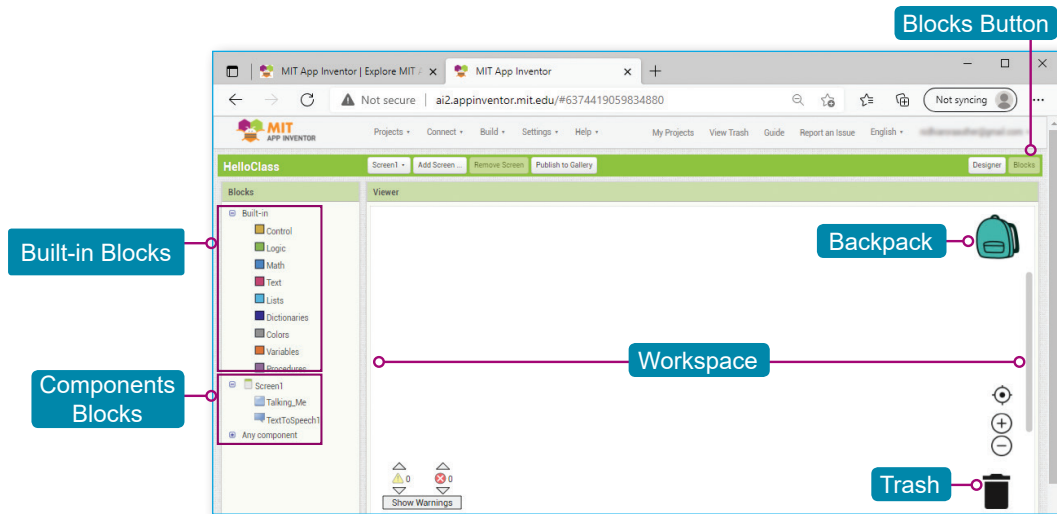 Blocks Button
MIT App Inventor | Explore MIT
MIT App Inventor
Not secure | ai2.appinventor.mit.edu/#6374419059834880
Not syncing
MIT
APP INVENTOR
Projects Connect Build Settings Help My Projects View Trash Guide Report an Issue English
HelloClass Screen1 Add Screen ... Remove Screen Publish to Gallery Designer Blocks
Blocks Viewer
Built-in
Control
Logic
Math
Text
Lists
Dictionaries
Colors
Variables
Procedures
Screen1
Talking_Me
TextToSpeech1
Any component
Built-in Blocks
Components
Blocks
Backpack
Workspace
0 0
Show Warnings
Trash